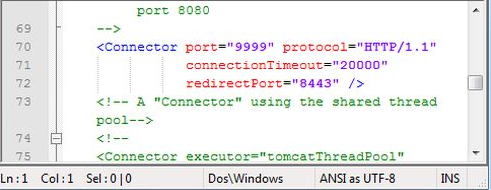 port 8080
69 -->
70 <Connector port="9999" protocol="HTTP/1.1"
71 connectionTimeout="20000"
72 redirectPort="8443" />
73 <!-- A "Connector" using the shared thread
pool-->
74 <!--
75 <Connector executor="tomcatThreadPool"
Ln : 1 Col : 1 Sel : 0 | 0 Dos\Windows ANSI as UTF-8 INS